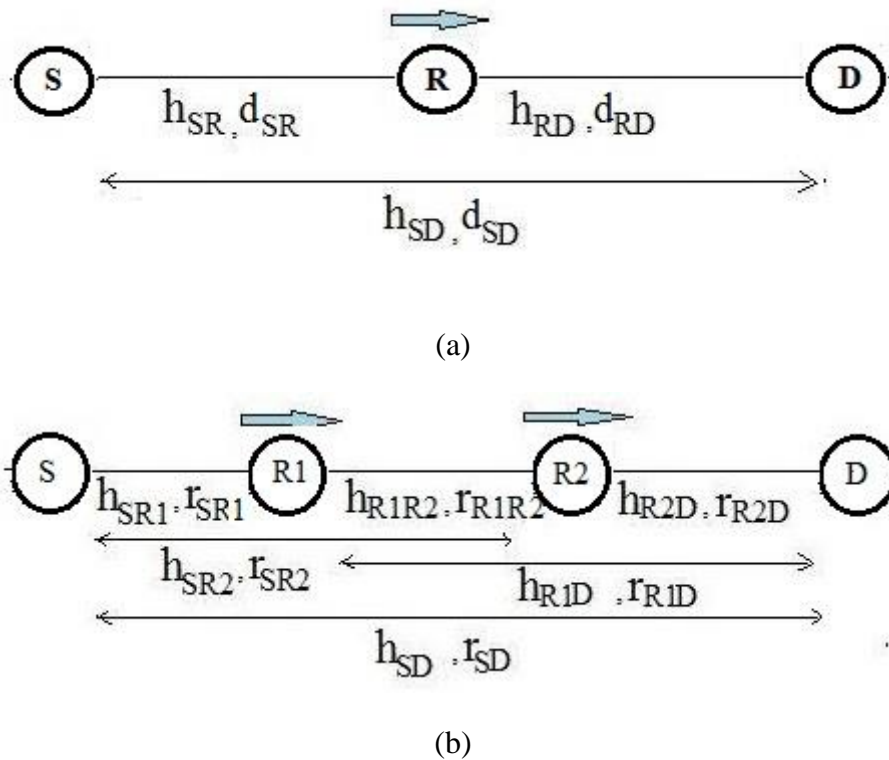 S R D
h_SR, d_SR h_RD, d_RD
h_SD, d_SD
(a)
S R1 R2 D
h_SR1, r_SR1 h_R1R2, r_R1R2 h_R2D, r_R2D
h_SR2, r_SR2 h_R1D, r_R1D
h_SD, r_SD
(b)